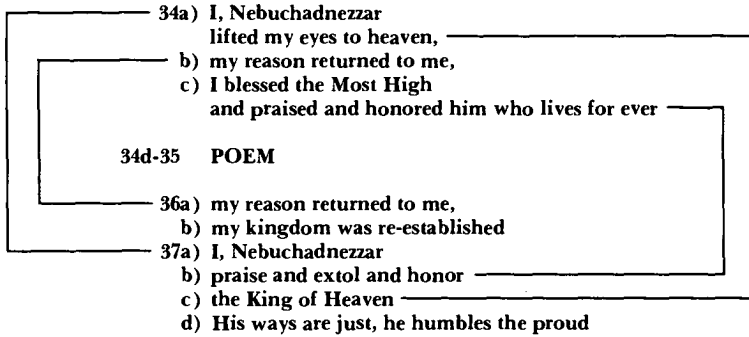 34a) I, Nebuchadnezzar
lifted my eyes to heaven,
b) my reason returned to me,
c) I blessed the Most High
and praised and honored him who lives for ever
34d-35 POEM
36a) my reason returned to me,
b) my kingdom was re-established
37a) I, Nebuchadnezzar
b) praise and extol and honor
c) the King of Heaven
d) His ways are just, he humbles the proud